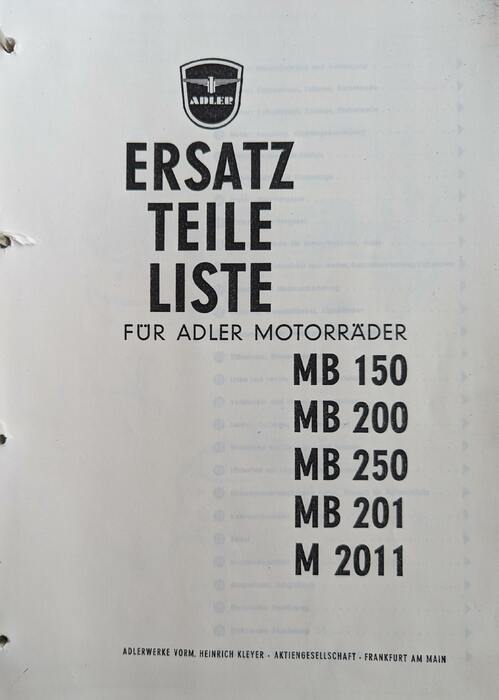 ADLER
ERSATZ
TEILE
LISTE
FÜR ADLER MOTORRÄDER
MB 150
MB 200
MB 250
MB 201
M 2011
ADLERWERKE VORM. HEINRICH KLEYER · AKTIENGESELLSCHAFT · FRANKFURT AM MAIN